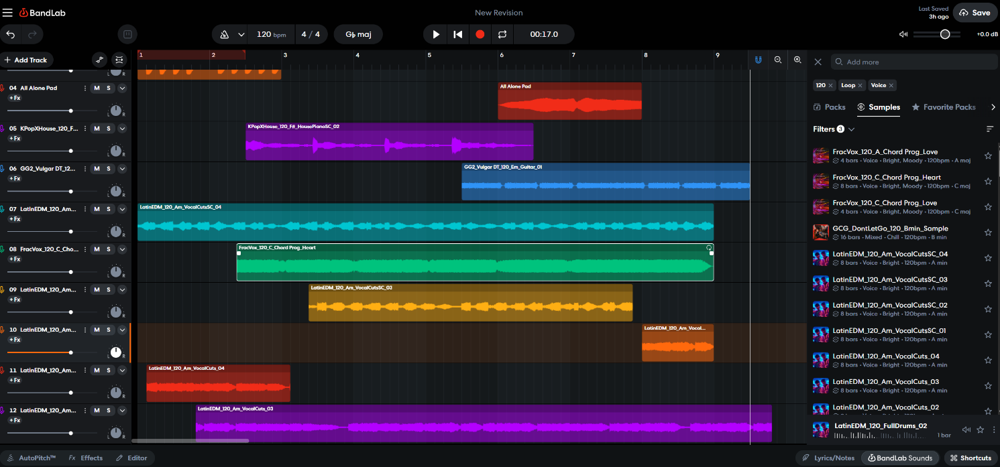 BandLab
New Revision
Last Saved
3h ago
Save
120 bpm
4 / 4
G♭ maj
00:17.0
+0.0 dB
+ Add Track
1 2 3 4 5 6 7 8 9
Add more
120 × Loop × Voice ×
Packs Samples Favorite Packs
Filters 3
L R
04 All Alone Pad M S
+Fx
L R
05 KPopXHouse_120_F... M S
+Fx
L R
06 GG2_Vulgar DT_12... M S
+Fx
L R
07 LatinEDM_120_Am... M S
+Fx
L R
08 FracVox_120_C_Cho... M S
+Fx
L R
09 LatinEDM_120_Am... M S
+Fx
L R
10 LatinEDM_120_Am... M S
+Fx
L R
11 LatinEDM_120_Am... M S
+Fx
L R
12 LatinEDM_120_Am... M S
+Fx
L R
All Alone Pad
KPopXHouse_120_F#_HousePianoSC_02
GG2_Vulgar DT_120_Em_Guitar_01
LatinEDM_120_Am_VocalCutsSC_04
FracVox_120_C_Chord Prog_Heart
LatinEDM_120_Am_VocalCutsSC_03
LatinEDM_120_Am_Vocal...
LatinEDM_120_Am_VocalCuts_04
LatinEDM_120_Am_VocalCuts_03
FracVox_120_A_Chord Prog_Love
4 bars • Voice • Bright, Moody • 120bpm • A maj
FracVox_120_C_Chord Prog_Heart
8 bars • Voice • Bright, Moody • 120bpm • C maj
FracVox_120_C_Chord Prog_Love
4 bars • Voice • Bright, Moody • 120bpm • C maj
GCG_DontLetGo_120_Bmin_Sample
16 bars • Mixed • Chill • 120bpm • B min
LatinEDM_120_Am_VocalCutsSC_04
8 bars • Voice • Bright • 120bpm • A min
LatinEDM_120_Am_VocalCutsSC_03
8 bars • Voice • Bright • 120bpm • A min
LatinEDM_120_Am_VocalCutsSC_02
8 bars • Voice • Bright • 120bpm • A min
LatinEDM_120_Am_VocalCutsSC_01
8 bars • Voice • Bright • 120bpm • A min
LatinEDM_120_Am_VocalCuts_04
8 bars • Voice • Bright • 120bpm • A min
LatinEDM_120_Am_VocalCuts_03
8 bars • Voice • Bright • 120bpm • A min
LatinEDM_120_Am_VocalCuts_02
LatinEDM_120_FullDrums_02
1 bar
AutoPitch™ Fx Effects Editor
Lyrics/Notes BandLab Sounds Shortcuts